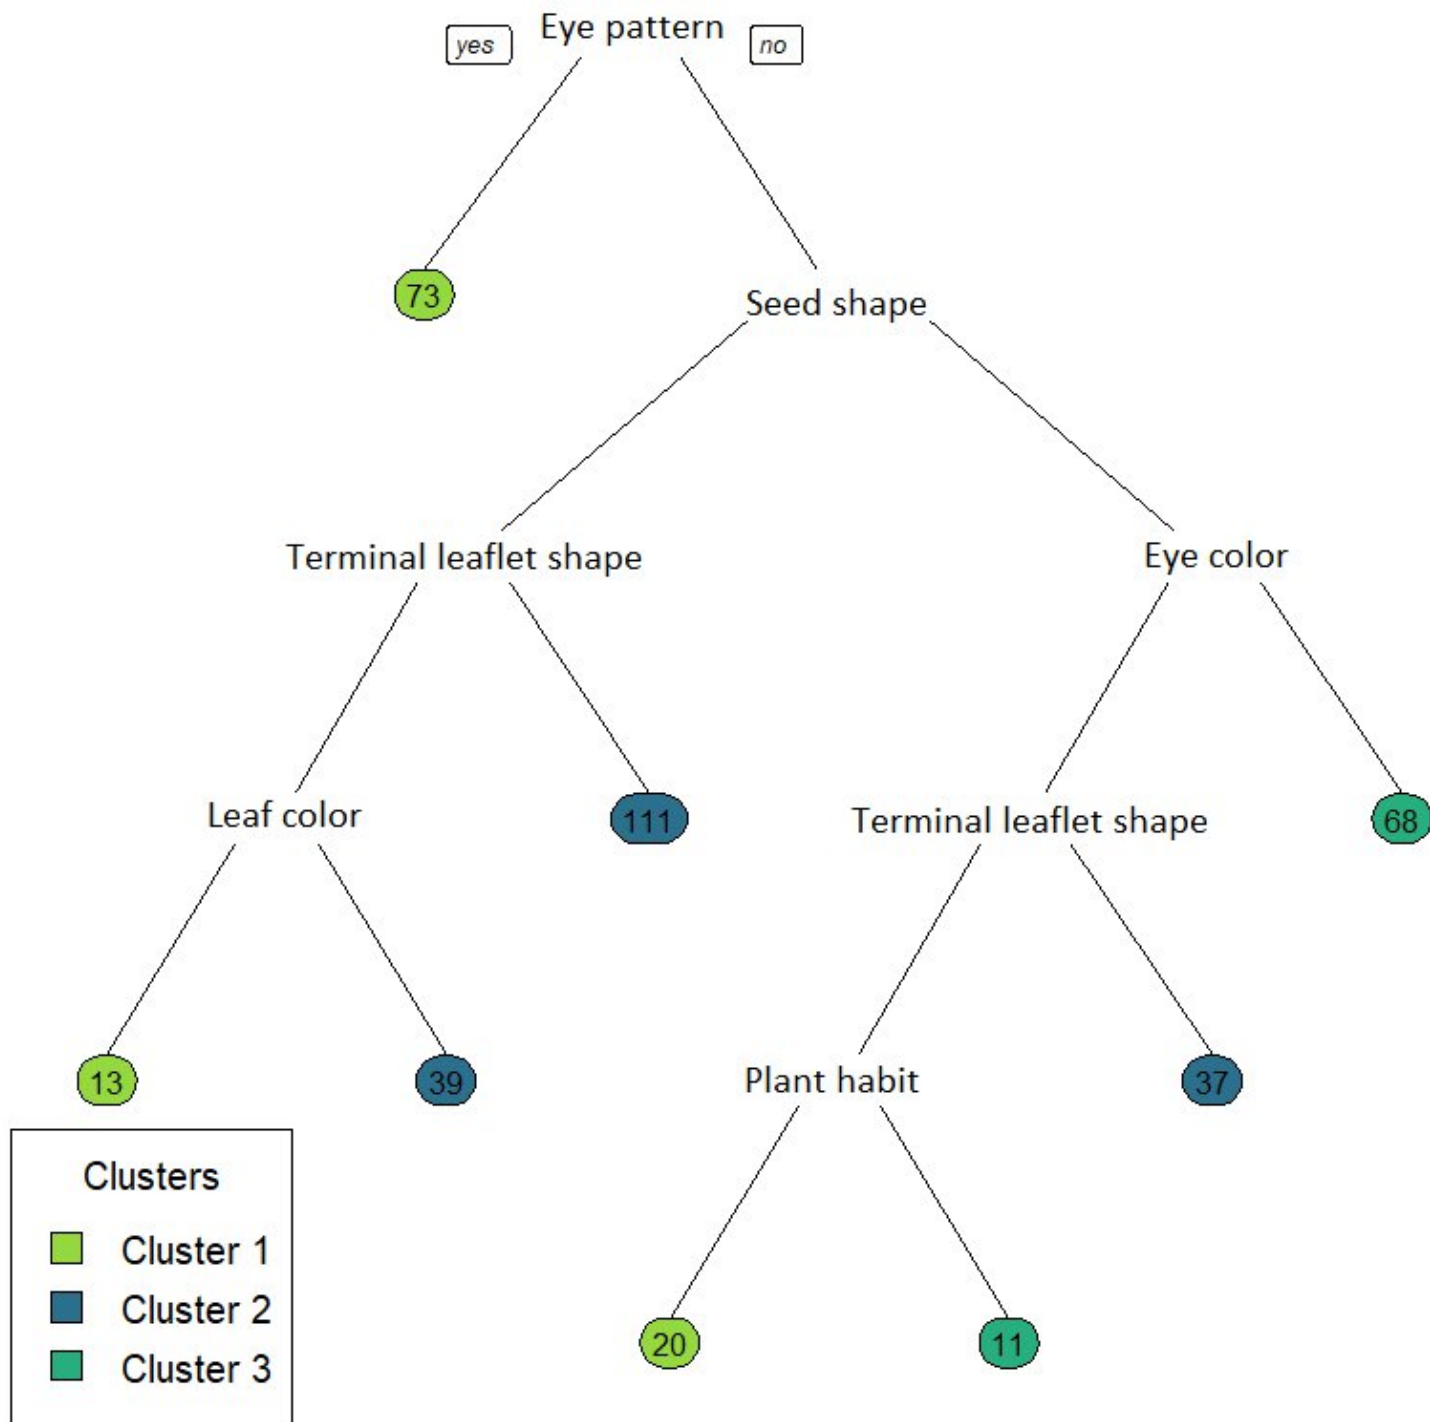 yes Eye pattern no
73
Seed shape
Terminal leaflet shape Eye color
Leaf color 111 Terminal leaflet shape 68
13 39 Plant habit 37
20 11
Clusters
Cluster 1
Cluster 2
Cluster 3